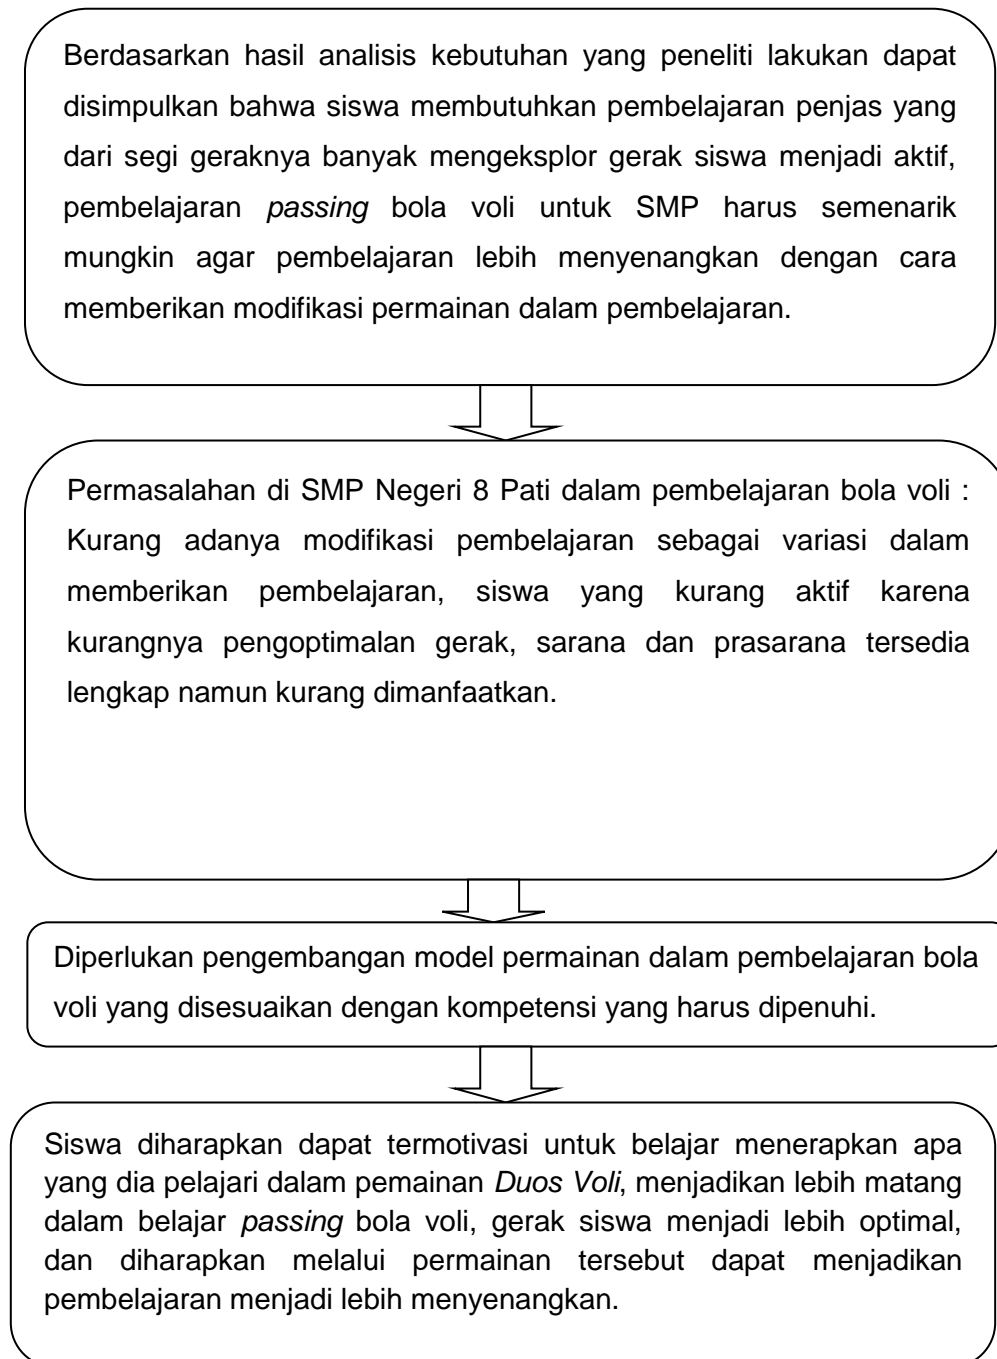 Berdasarkan hasil analisis kebutuhan yang peneliti lakukan dapat
disimpulkan bahwa siswa membutuhkan pembelajaran penjas yang
dari segi geraknya banyak mengeksplor gerak siswa menjadi aktif,
pembelajaran passing bola voli untuk SMP harus semenarik
mungkin agar pembelajaran lebih menyenangkan dengan cara
memberikan modifikasi permainan dalam pembelajaran.
Permasalahan di SMP Negeri 8 Pati dalam pembelajaran bola voli :
Kurang adanya modifikasi pembelajaran sebagai variasi dalam
memberikan pembelajaran, siswa yang kurang aktif karena
kurangnya pengoptimalan gerak, sarana dan prasarana tersedia
lengkap namun kurang dimanfaatkan.
Diperlukan pengembangan model permainan dalam pembelajaran bola
voli yang disesuaikan dengan kompetensi yang harus dipenuhi.
Siswa diharapkan dapat termotivasi untuk belajar menerapkan apa
yang dia pelajari dalam pemainan Duos Voli, menjadikan lebih matang
dalam belajar passing bola voli, gerak siswa menjadi lebih optimal,
dan diharapkan melalui permainan tersebut dapat menjadikan
pembelajaran menjadi lebih menyenangkan.